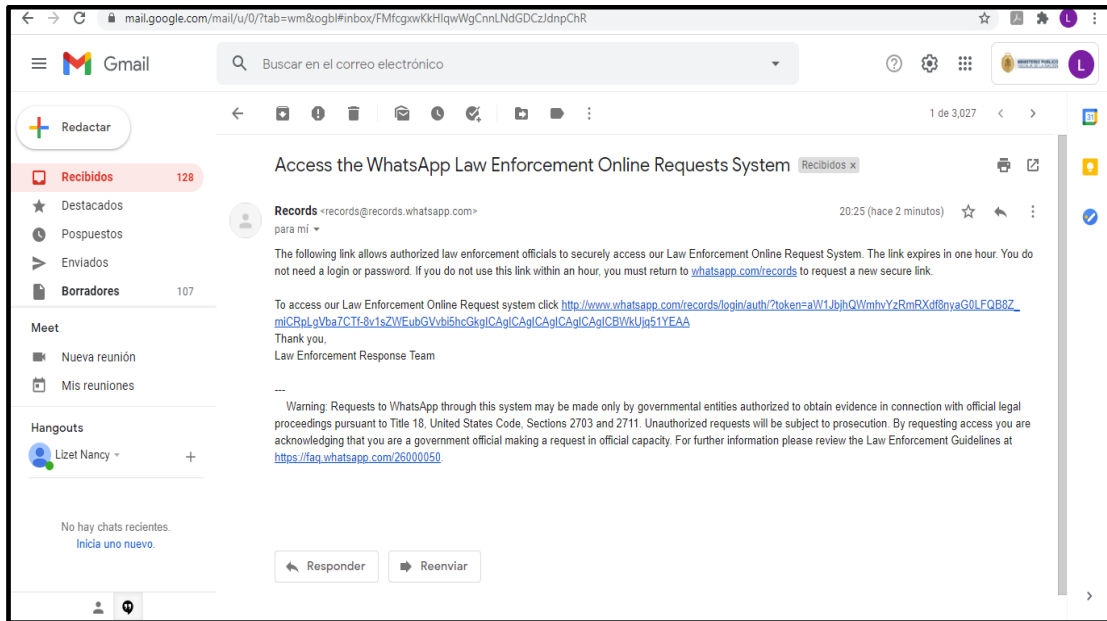 mail.google.com/mail/u/0/?tab=wm&ogbl#inbox/FMfcgxwKkHlqwWgCnnLNdGDCzJdnpChR
L
Gmail
Buscar en el correo electrónico
MINISTERIO PUBLICO
L
Redactar
1 de 3,027
31
Recibidos 128
Destacados
Pospuestos
Enviados
Borradores 107
Meet
Nueva reunión
Mis reuniones
Hangouts
Lizet Nancy
No hay chats recientes.
Inicia uno nuevo.
Access the WhatsApp Law Enforcement Online Requests System Recibidos x
Records <records@records.whatsapp.com> 20:25 (hace 2 minutos)
para mí
The following link allows authorized law enforcement officials to securely access our Law Enforcement Online Request System. The link expires in one hour. You do
not need a login or password. If you do not use this link within an hour, you must return to whatsapp.com/records to request a new secure link.
To access our Law Enforcement Online Request system click http://www.whatsapp.com/records/login/auth/?token=aW1JbjhQWmhvYzRmRXdf8nyaG0LFQB8Z_
miCRpLgVba7CTf-8v1sZWEubGVvbi5hcGkgICAgICAgICAgICAgICAgICBWkUjq51YEAA
Thank you,
Law Enforcement Response Team
---
Warning: Requests to WhatsApp through this system may be made only by governmental entities authorized to obtain evidence in connection with official legal
proceedings pursuant to Title 18, United States Code, Sections 2703 and 2711. Unauthorized requests will be subject to prosecution. By requesting access you are
acknowledging that you are a government official making a request in official capacity. For further information please review the Law Enforcement Guidelines at
https://faq.whatsapp.com/26000050.
Responder
Reenviar